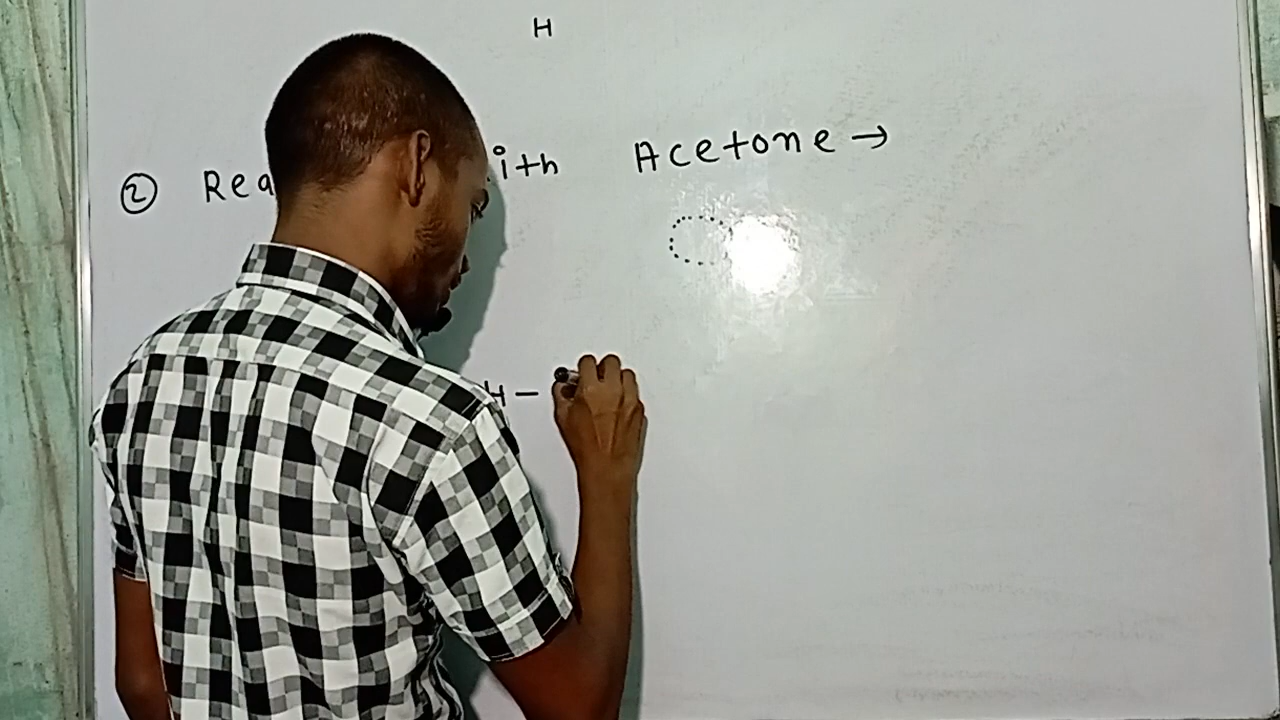 H
② Rea ith Acetone →
H -